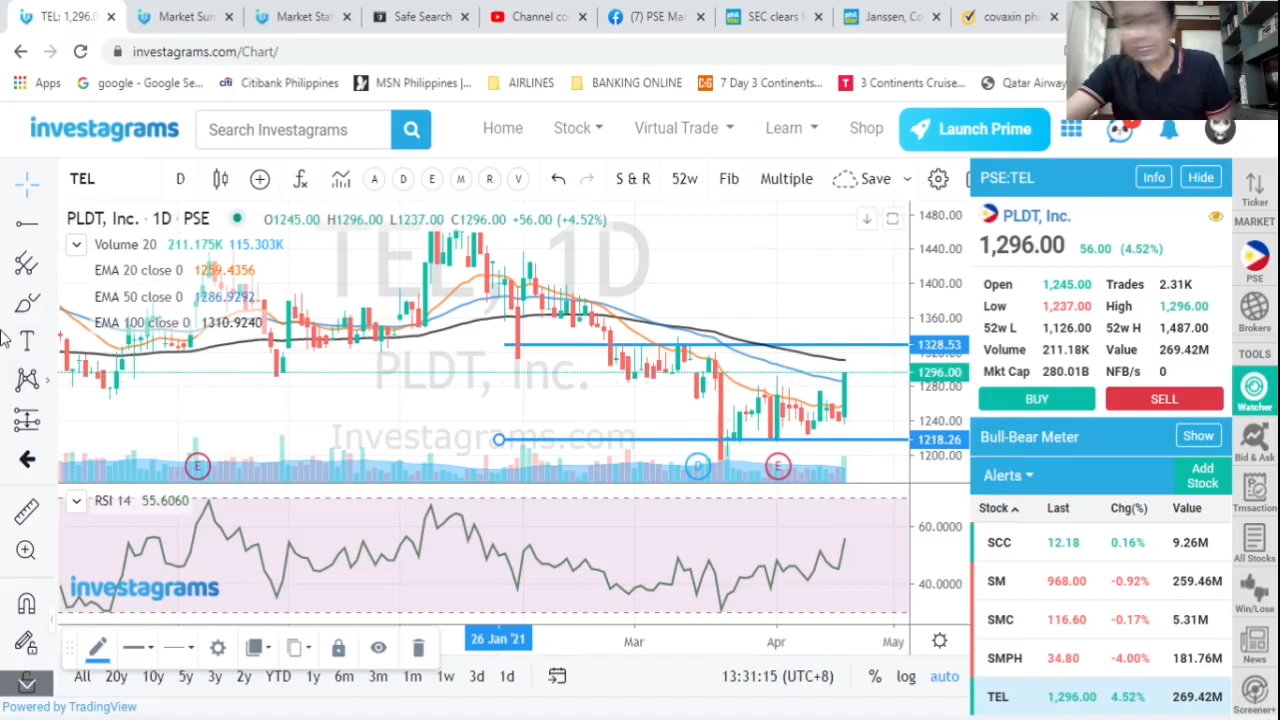 TEL; 1,296.0
Market Sun
Market Stat
Safe Search
Channel co
(7) PSE Ma
SEC clears
Janssen, Co
covaxin ph
investagrams.com/Chart/
Apps
google - Google Se...
Citibank Philippines
MSN Philippines |...
AIRLINES
BANKING ONLINE
7 Day 3 Continents...
3 Continents Cruise...
Qatar Airway
investagrams
Search Investagrams
Home
Stock
Virtual Trade
Learn
Shop
Launch Prime
TEL
D
A
D
E
M
R
V
S & R
52w
Fib
Multiple
Save
PLDT, Inc. · 1D · PSE
O1245.00 H1296.00 L1237.00 C1296.00 +56.00 (+4.52%)
Volume 20 211.175K 115.303K
EMA 20 close 0 1259.4356
EMA 50 close 0 1286.9292
EMA 100 close 0 1310.9240
TEL, 1D
PLDT, Inc.
Investagrams.com
E
D
E
1480.00
1440.00
1400.00
1360.00
1328.53
1320.00
1296.00
1280.00
1240.00
1218.26
1200.00
RSI 14 55.6060
investagrams
60.0000
40.0000
26 Jan '21
Mar
Apr
May
All
20y
10y
5y
3y
2y
YTD
1y
6m
3m
1m
1w
3d
1d
13:31:15 (UTC+8)
%
log
auto
Powered by TradingView
PSE:TEL
Info
Hide
PLDT, Inc.
1,296.00 56.00 (4.52%)
Open 1,245.00 Trades 2.31K
Low 1,237.00 High 1,296.00
52w L 1,126.00 52w H 1,487.00
Volume 211.18K Value 269.42M
Mkt Cap 280.01B NFB/s 0
BUY
SELL
Bull-Bear Meter
Show
Alerts
Add
Stock
Stock Last Chg(%) Value
SCC 12.18 0.16% 9.26M
SM 968.00 -0.92% 259.46M
SMC 116.60 -0.17% 5.31M
SMPH 34.80 -4.00% 181.76M
TEL 1,296.00 4.52% 269.42M
Ticker
MARKET
PSE
Brokers
TOOLS
Watcher
Bid & Ask
Trnsaction
All Stocks
Win/Lose
News
Screener+